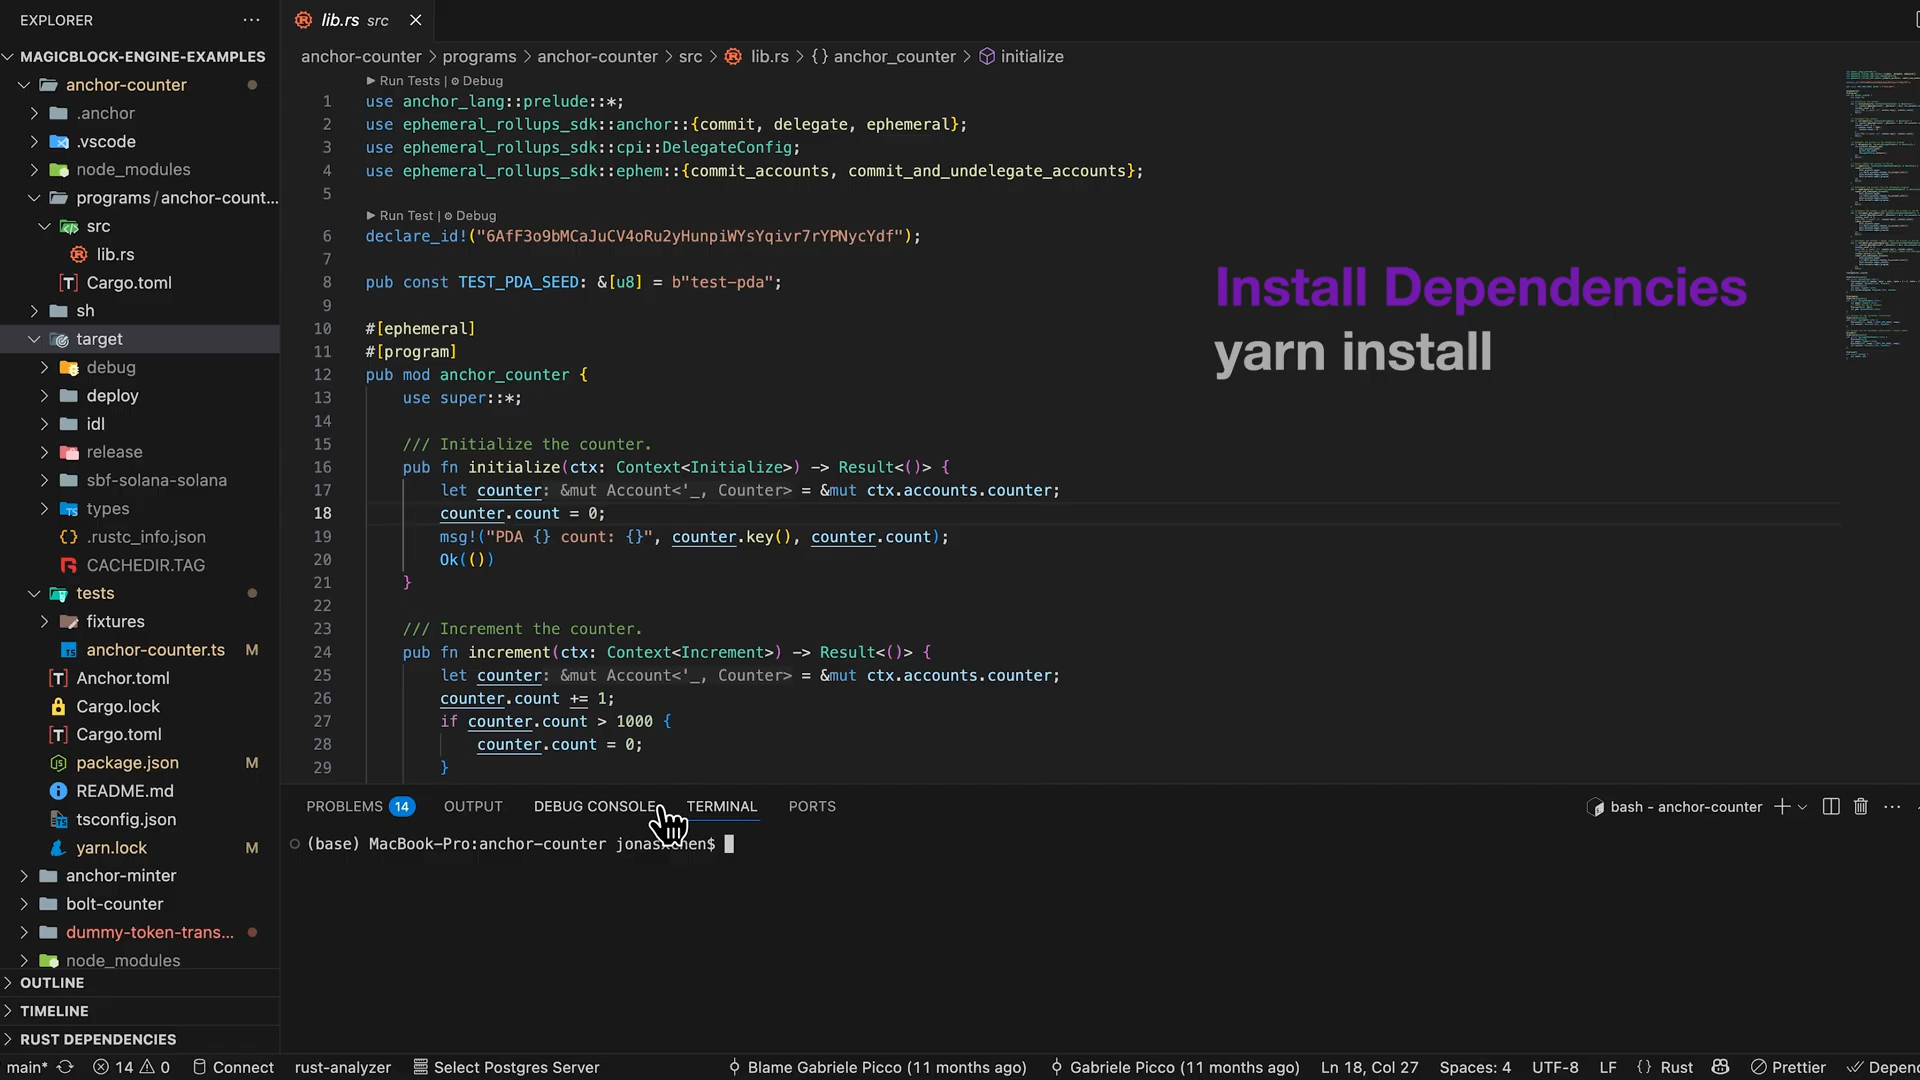 EXPLORER
MAGICBLOCK-ENGINE-EXAMPLES
anchor-counter
.anchor
.vscode
node_modules
programs/anchor-count...
src
lib.rs
Cargo.toml
sh
target
debug
deploy
idl
release
sbf-solana-solana
types
.rustc_info.json
CACHEDIR.TAG
tests
fixtures
anchor-counter.ts M
Anchor.toml
Cargo.lock
Cargo.toml
package.json M
README.md
tsconfig.json
yarn.lock M
anchor-minter
bolt-counter
dummy-token-trans...
node_modules
OUTLINE
TIMELINE
RUST DEPENDENCIES
lib.rs src
anchor-counter > programs > anchor-counter > src > lib.rs > {} anchor_counter > initialize
Run Tests | Debug
1 use anchor_lang::prelude::*;
2 use ephemeral_rollups_sdk::anchor::{commit, delegate, ephemeral};
3 use ephemeral_rollups_sdk::cpi::DelegateConfig;
4 use ephemeral_rollups_sdk::ephem::{commit_accounts, commit_and_undelegate_accounts};
5
Run Test | Debug
6 declare_id!("6AfF3o9bMCaJuCV4oRu2yHunpiWYsYqivr7rYPNycYdf");
7
8 pub const TEST_PDA_SEED: &[u8] = b"test-pda";
9
10 #[ephemeral]
11 #[program]
12 pub mod anchor_counter {
13 use super::*;
14
15 /// Initialize the counter.
16 pub fn initialize(ctx: Context<Initialize>) -> Result<()> {
17 let counter: &mut Account<'_, Counter> = &mut ctx.accounts.counter;
18 counter.count = 0;
19 msg!("PDA {} count: {}", counter.key(), counter.count);
20 Ok(())
21 }
22
23 /// Increment the counter.
24 pub fn increment(ctx: Context<Increment>) -> Result<()> {
25 let counter: &mut Account<'_, Counter> = &mut ctx.accounts.counter;
26 counter.count += 1;
27 if counter.count > 1000 {
28 counter.count = 0;
29 }
Install Dependencies
yarn install
PROBLEMS 14 OUTPUT DEBUG CONSOLE TERMINAL PORTS
bash - anchor-counter
(base) MacBook-Pro:anchor-counter $
main* 14 0 Connect rust-analyzer Select Postgres Server Blame Gabriele Picco (11 months ago) Gabriele Picco (11 months ago) Ln 18, Col 27 Spaces: 4 UTF-8 LF {} Rust Prettier